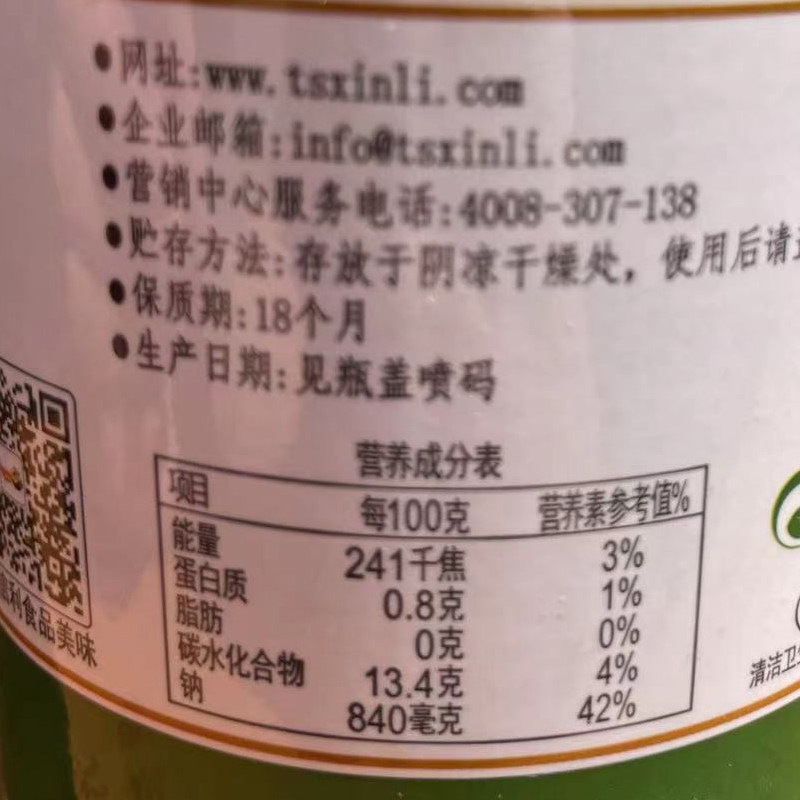 ●网址:www.tsxinli.com
●企业邮箱:info@tsxinli.com
●营销中心服务电话:4008-307-138
●贮存方法:存放于阴凉干燥处，使用后请
●保质期:18个月
●生产日期:见瓶盖喷码
营养成分表
项目 每100克 营养素参考值%
能量 241千焦 3%
蛋白质 0.8克 1%
脂肪 0克 0%
碳水化合物 13.4克 4%
钠 840毫克 42%
利食品美味
清洁卫